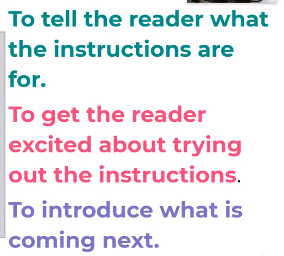 To tell the reader what
the instructions are
for.
To get the reader
excited about trying
out the instructions.
To introduce what is
coming next.